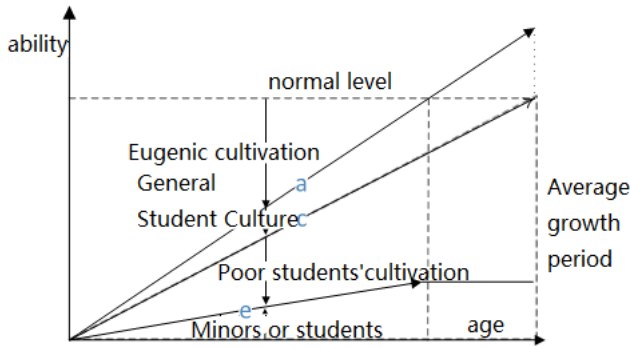 ability
normal level
Eugenic cultivation
General
a
Student Culture
c
Average
growth
period
Poor students'cultivation
e
Minors or students
age